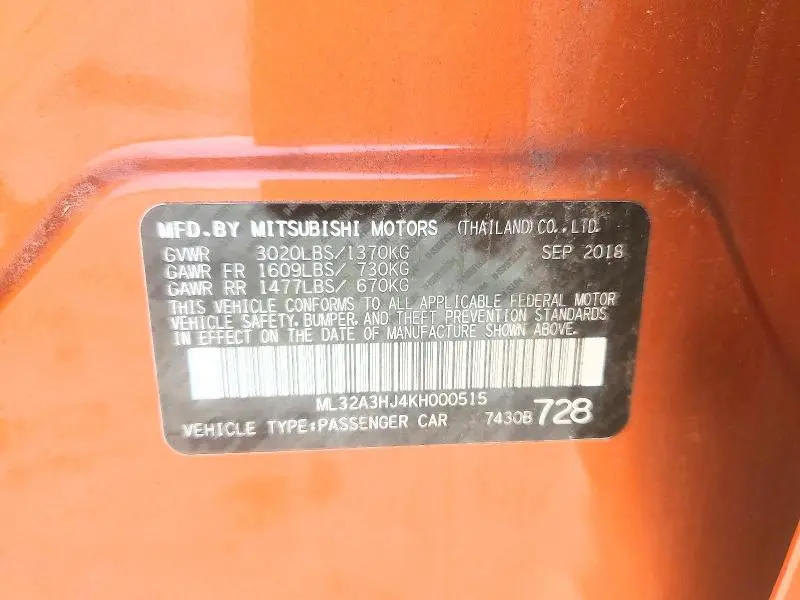 MFD.BY MITSUBISHI MOTORS (THAILAND)CO.,LTD.
GVWR 3020LBS/1370KG SEP 2018
GAWR FR 1609LBS/ 730KG
GAWR RR 1477LBS/ 670KG
THIS VEHICLE CONFORMS TO ALL APPLICABLE FEDERAL MOTOR
VEHICLE SAFETY, BUMPER, AND THEFT PREVENTION STANDARDS
IN EFFECT ON THE DATE OF MANUFACTURE SHOWN ABOVE.
ML32A3HJ4KH000515
VEHICLE TYPE:PASSENGER CAR 7430B 728